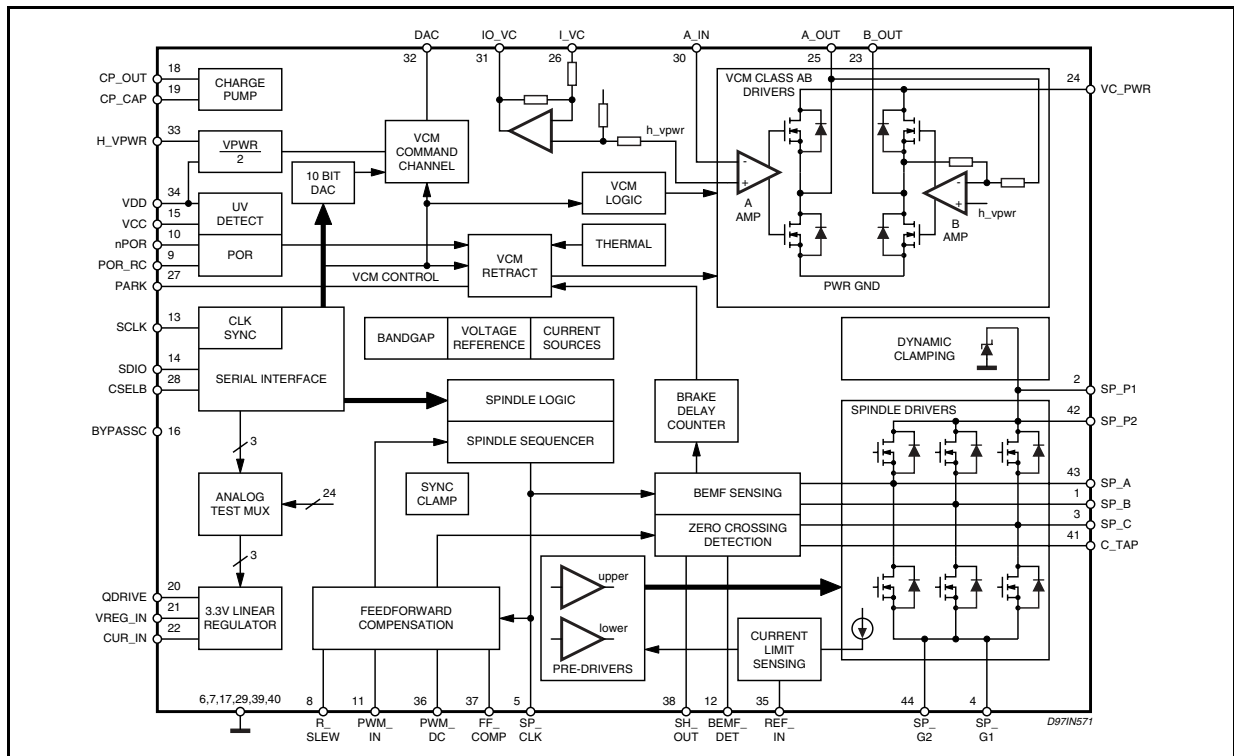 DAC IO_VC I_VC A_IN A_OUT B_OUT
32 31 26 30 25 23
CP_OUT 18
CP_CAP 19
CHARGE
PUMP
VCM CLASS AB
DRIVERS
24 VC_PWR
H_VPWR 33
VPWR
2
VCM
COMMAND
CHANNEL
h_vpwr
10 BIT
DAC
-
+
A
AMP
-
+
h_vpwr
B
AMP
VCM
LOGIC
VDD 34
VCC 15
UV
DETECT
nPOR 10
POR_RC 9
POR
PARK 27
VCM CONTROL
VCM
RETRACT
THERMAL
PWR GND
SCLK 13
CLK
SYNC
SDIO 14
CSELB 28
SERIAL INTERFACE
BANDGAP
VOLTAGE
REFERENCE
CURRENT
SOURCES
DYNAMIC
CLAMPING
2 SP_P1
BYPASSC 16
SPINDLE LOGIC
SPINDLE SEQUENCER
BRAKE
DELAY
COUNTER
SPINDLE DRIVERS
42 SP_P2
3
ANALOG
TEST MUX
24
SYNC
CLAMP
BEMF SENSING
ZERO CROSSING
DETECTION
43 SP_A
1 SP_B
3 SP_C
41 C_TAP
3
QDRIVE 20
VREG_IN 21
CUR_IN 22
3.3V LINEAR
REGULATOR
FEEDFORWARD
COMPENSATION
upper
lower
PRE-DRIVERS
CURRENT
LIMIT
SENSING
6,7,17,29,39,40 8 11 36 37 5 38 12 35 44 4
R_
SLEW
PWM_
IN
PWM_
DC
FF_
COMP
SP_
CLK
SH_
OUT
BEMF_
DET
REF_
IN
SP_
G2
SP_
G1
D97IN571